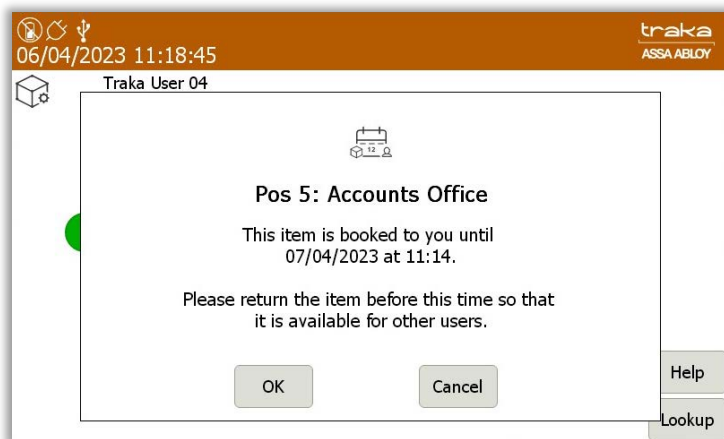 traka
06/04/2023 11:18:45
ASSA ABLOY
Traka User 04
12
Pos 5: Accounts Office
This item is booked to you until
07/04/2023 at 11:14.
Please return the item before this time so that
it is available for other users.
OK
Cancel
Help
Lookup